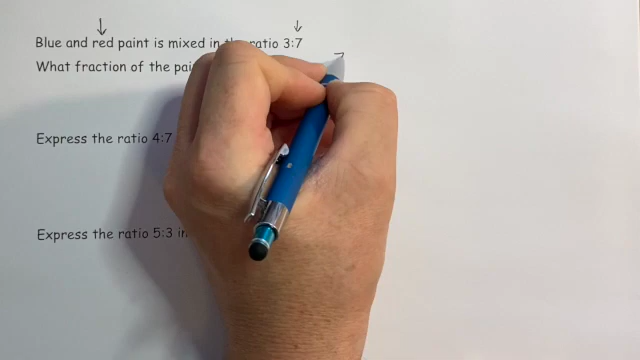 Blue and red paint is mixed in the ratio 3:7
What fraction of the
Express the ratio 4:7
Express the ratio 5:3 in
7